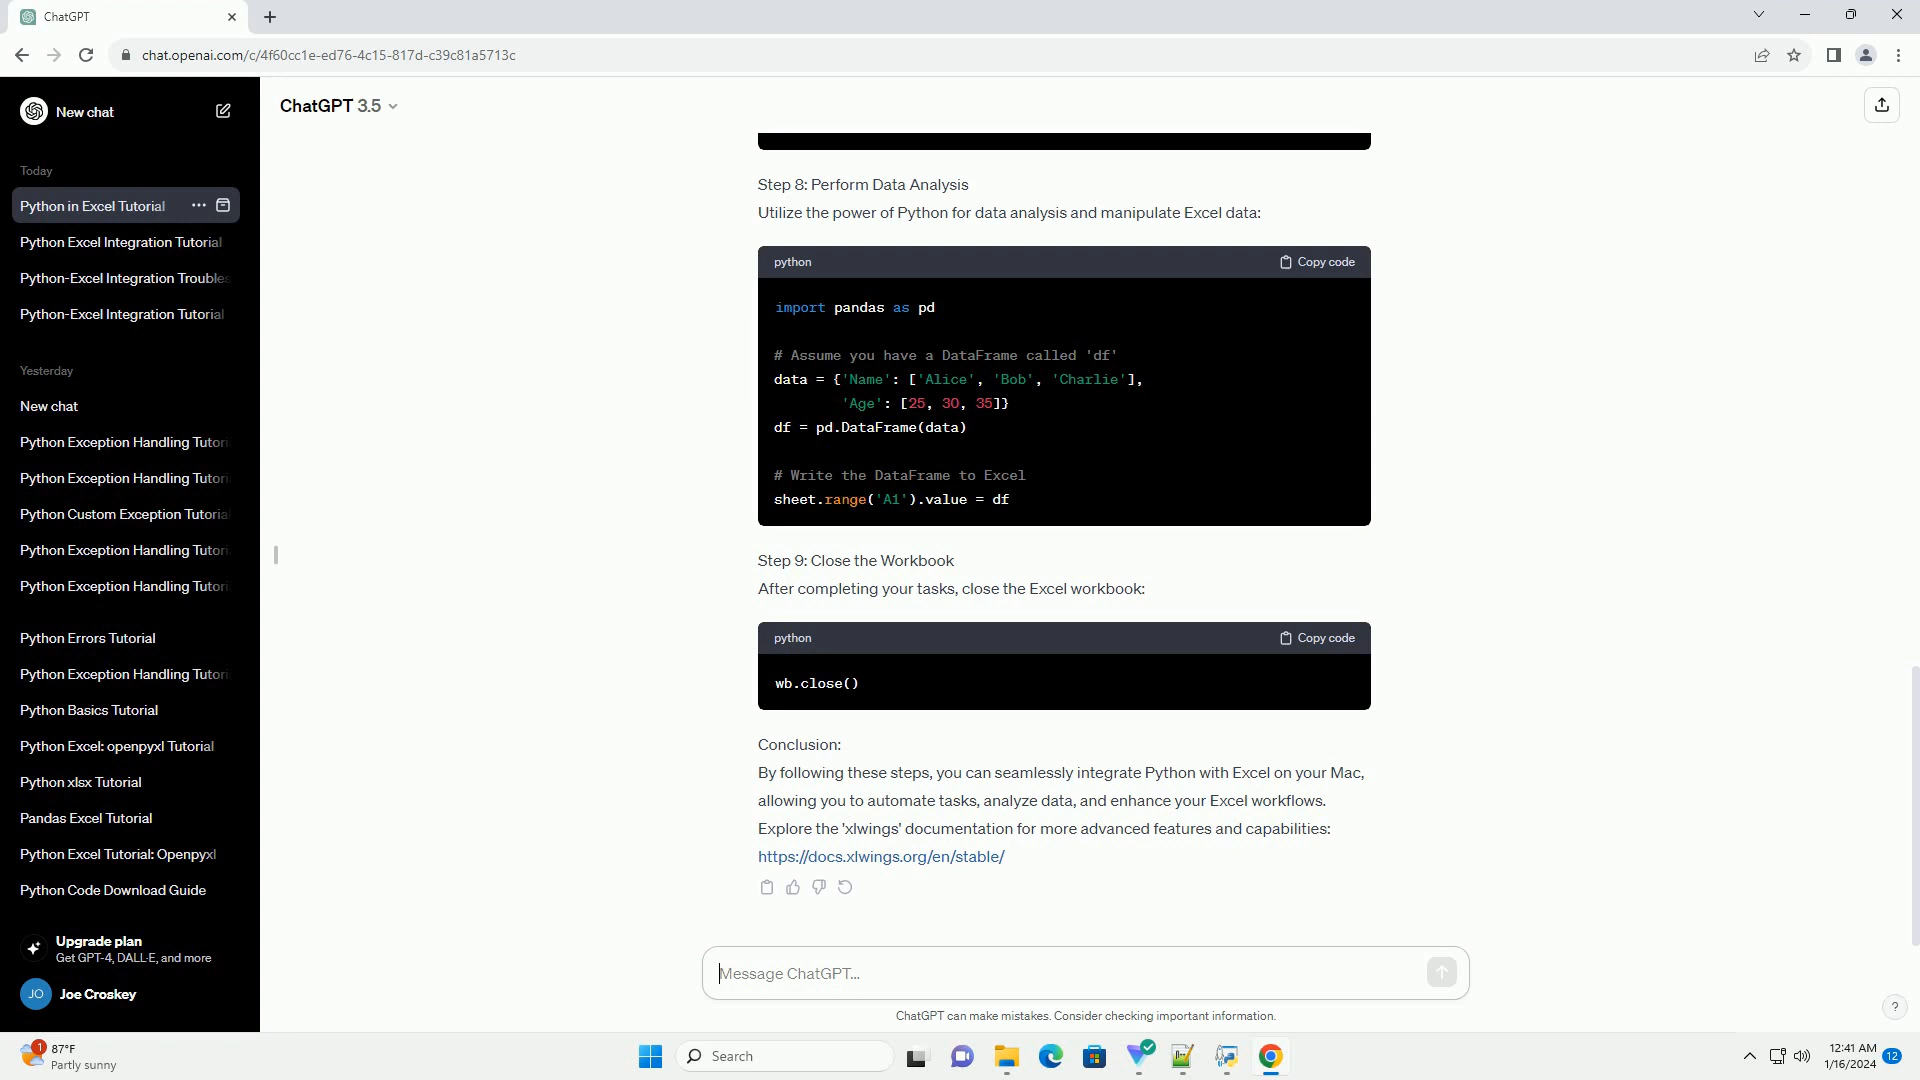 ChatGPT
chat.openai.com/c/4f60cc1e-ed76-4c15-817d-c39c81a5713c
New chat
ChatGPT 3.5
Today
Python in Excel Tutorial
Python Excel Integration Tutorial
Python-Excel Integration Troubles
Python-Excel Integration Tutorial
Yesterday
New chat
Python Exception Handling Tutori
Python Exception Handling Tutori
Python Custom Exception Tutoria
Python Exception Handling Tutori
Python Exception Handling Tutori
Python Errors Tutorial
Python Exception Handling Tutori
Python Basics Tutorial
Python Excel: openpyxl Tutorial
Python xlsx Tutorial
Pandas Excel Tutorial
Python Excel Tutorial: Openpyxl
Python Code Download Guide
Upgrade plan
Get GPT-4, DALL·E, and more
JO
Joe Croskey
Step 8: Perform Data Analysis
Utilize the power of Python for data analysis and manipulate Excel data:
python
Copy code
import pandas as pd
# Assume you have a DataFrame called 'df'
data = {'Name': ['Alice', 'Bob', 'Charlie'],
'Age': [25, 30, 35]}
df = pd.DataFrame(data)
# Write the DataFrame to Excel
sheet.range('A1').value = df
Step 9: Close the Workbook
After completing your tasks, close the Excel workbook:
python
Copy code
wb.close()
Conclusion:
By following these steps, you can seamlessly integrate Python with Excel on your Mac,
allowing you to automate tasks, analyze data, and enhance your Excel workflows.
Explore the 'xlwings' documentation for more advanced features and capabilities:
https://docs.xlwings.org/en/stable/
Message ChatGPT...
ChatGPT can make mistakes. Consider checking important information.
?
1
87°F
Partly sunny
Search
12:41 AM
1/16/2024
12